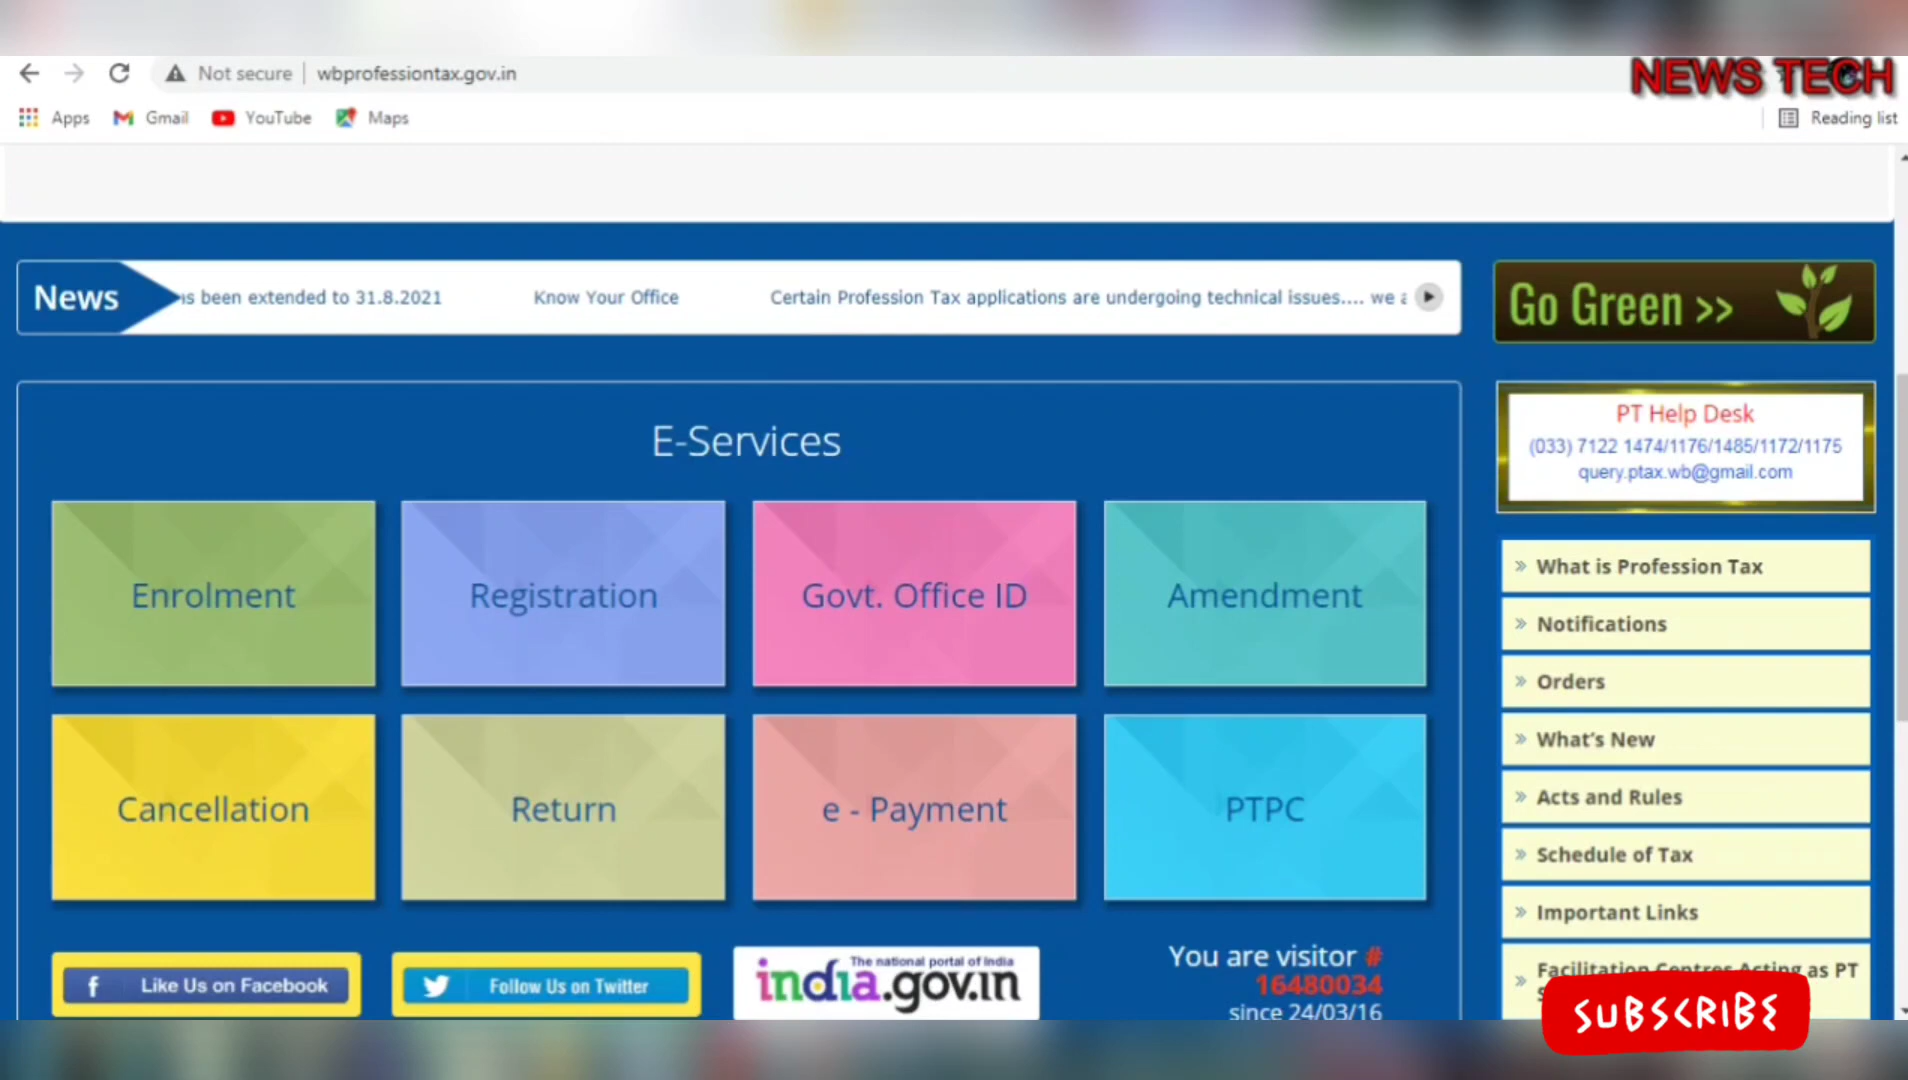 Not secure | wbprofessiontax.gov.in
NEWS TECH
Apps Gmail YouTube Maps
Reading list
News
s been extended to 31.8.2021 Know Your Office Certain Profession Tax applications are undergoing technical issues.... we a
Go Green >>
E-Services
PT Help Desk
(033) 7122 1474/1176/1485/1172/1175
query.ptax.wb@gmail.com
Enrolment
Registration
Govt. Office ID
Amendment
Cancellation
Return
e - Payment
PTPC
» What is Profession Tax
» Notifications
» Orders
» What's New
» Acts and Rules
» Schedule of Tax
» Important Links
» Facilitation Centres Acting as PT
Like Us on Facebook
Follow Us on Twitter
The national portal of India
india.gov.in
You are visitor #
16480034
since 24/03/16
SUBSCRIBE